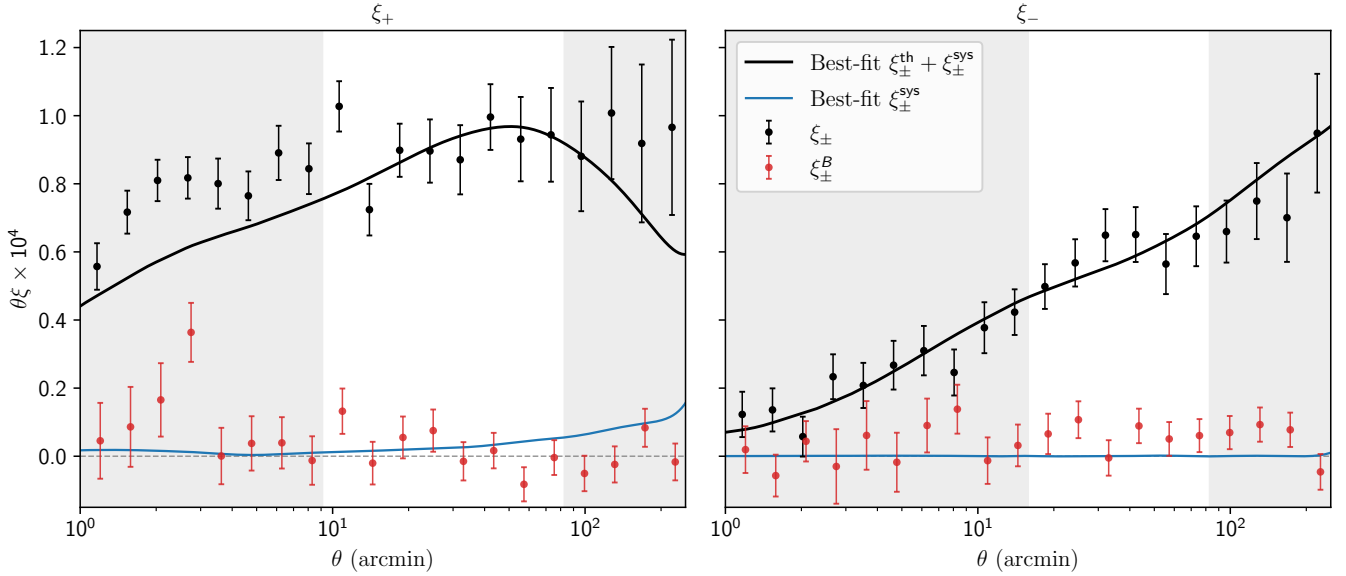 ξ₊
ξ₋
θξ × 10⁴
1.2
1.0
0.8
0.6
0.4
0.2
0.0
Best-fit ξ±ᵗʰ + ξ±ˢʸˢ
Best-fit ξ±ˢʸˢ
ξ±
ξ±ᴮ
10⁰
10¹
10²
10⁰
10¹
10²
θ (arcmin)
θ (arcmin)